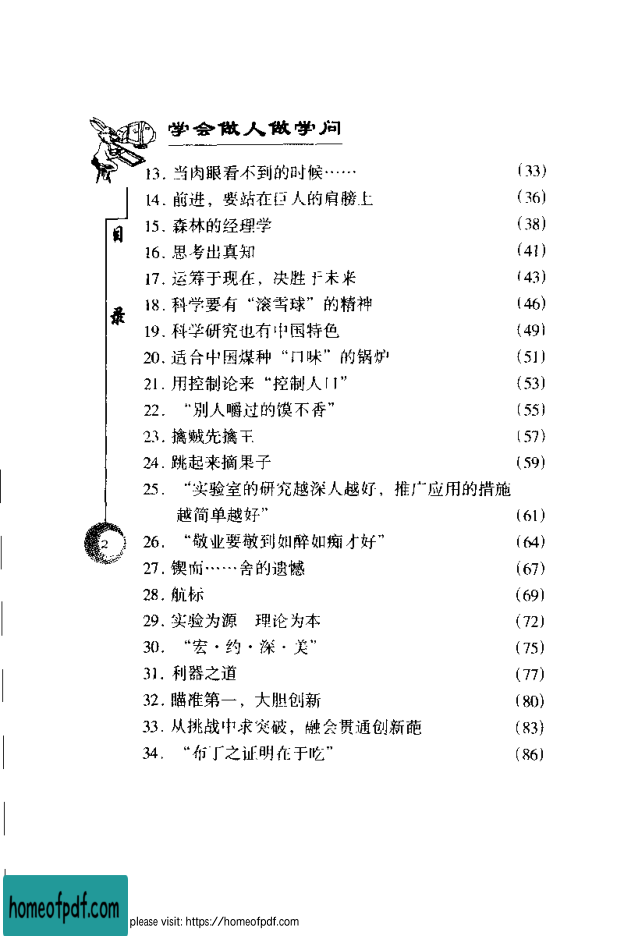 学会做人做学问
目录
13. 当肉眼看不到的时候…… (33)
14. 前进，要站在巨人的肩膀上 (36)
15. 森林的经理学 (38)
16. 思考出真知 (41)
17. 运筹于现在，决胜于未来 (43)
18. 科学要有“滚雪球”的精神 (46)
19. 科学研究也有中国特色 (49)
20. 适合中国煤种“口味”的锅炉 (51)
21. 用控制论来“控制人口” (53)
22. “别人嚼过的馍不香” (55)
23. 擒贼先擒王 (57)
24. 跳起来摘果子 (59)
25. “实验室的研究越深入越好，推广应用的措施
越简单越好” (61)
26. “敬业要敬到如醉如痴才好” (64)
27. 锲而……舍的遗憾 (67)
28. 航标 (69)
29. 实验为源　理论为本 (72)
30. “宏·约·深·美” (75)
31. 利器之道 (77)
32. 瞄准第一，大胆创新 (80)
33. 从挑战中求突破，融会贯通创新葩 (83)
34. “布丁之证明在于吃” (86)
2
homeofpdf.com
please visit: https://homeofpdf.com